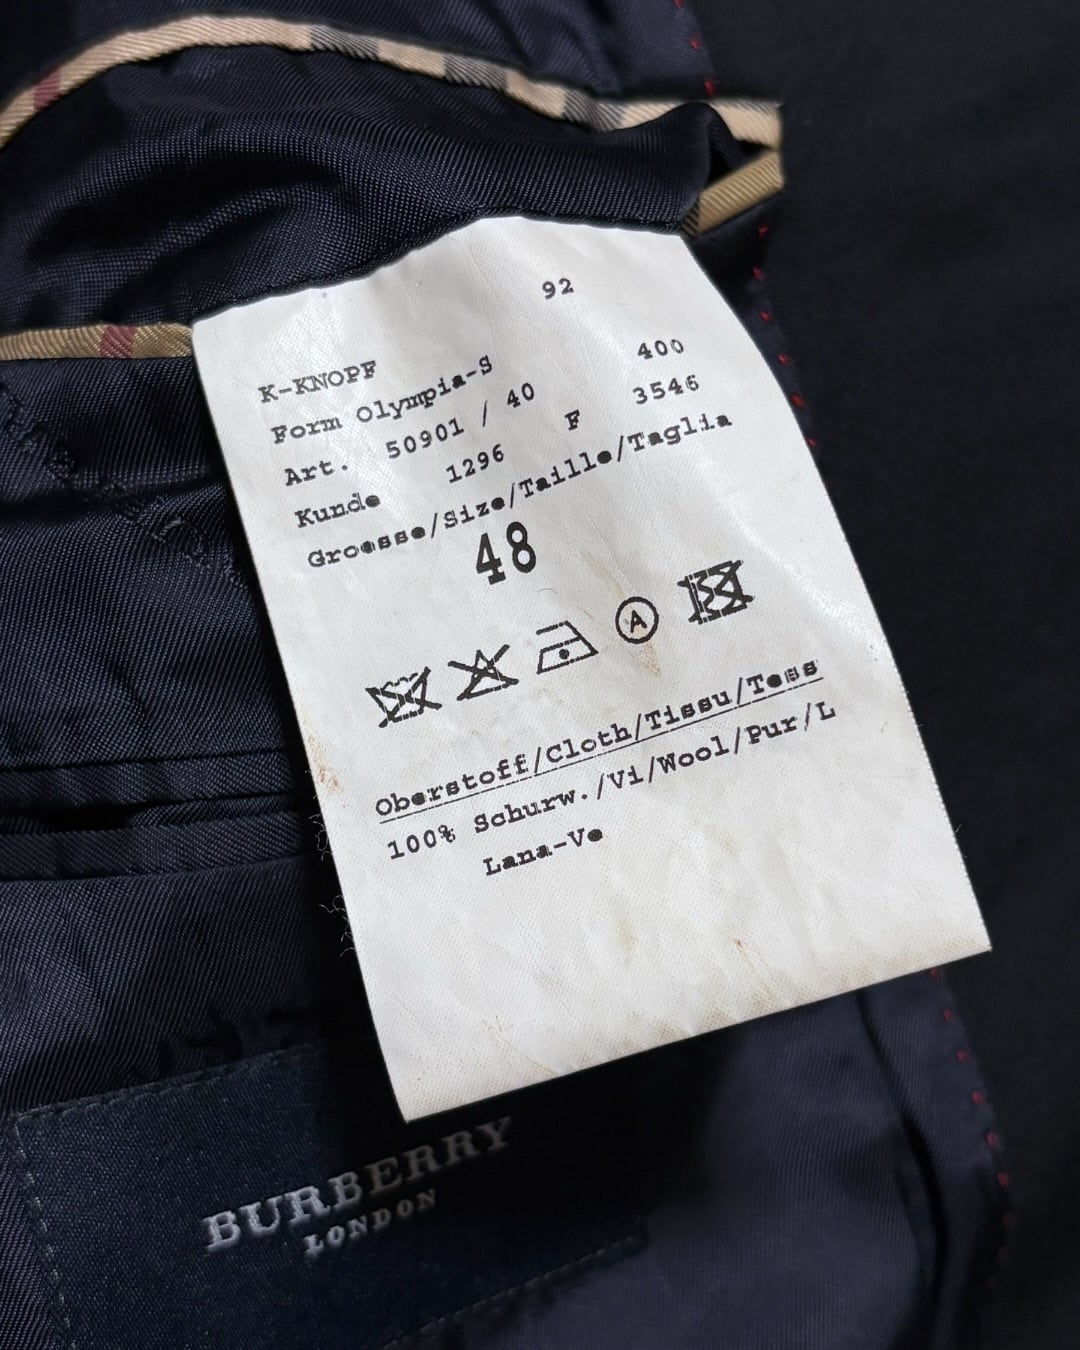 92
K-KNOPF
Form Olympia-S 400
Art. 50901 / 40 F 3546
Kunde 1296
Groesse/Size/Taille/Taglia
48
A
Oberstoff/Cloth/Tissu/Tess
100% Schurw./Vi/Wool/Pur/L
Lana-Ve
BURBERRY
LONDON